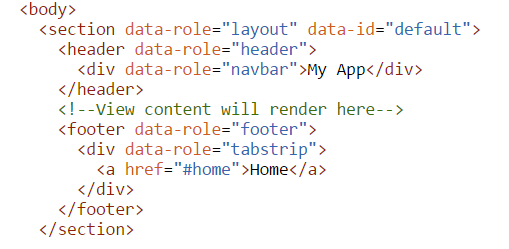 <body>
<section data-role="layout" data-id="default">
<header data-role="header">
<div data-role="navbar">My App</div>
</header>
<!--View content will render here-->
<footer data-role="footer">
<div data-role="tabstrip">
<a href="#home">Home</a>
</div>
</footer>
</section>